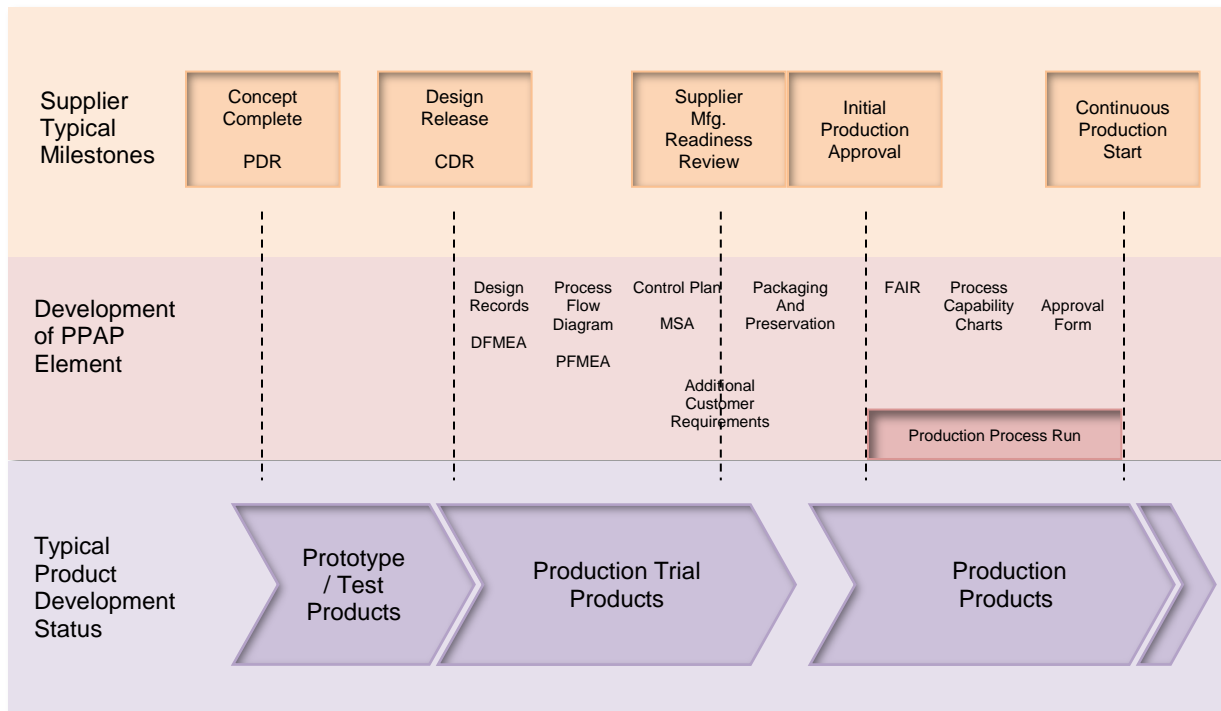 Supplier
Typical
Milestones
Concept
Complete
PDR
Design
Release
CDR
Supplier
Mfg.
Readiness
Review
Initial
Production
Approval
Continuous
Production
Start
Development
of PPAP
Element
Design
Records
DFMEA
Process
Flow
Diagram
PFMEA
Control Plan
MSA
Additional
Customer
Requirements
Packaging
And
Preservation
FAIR
Process
Capability
Charts
Approval
Form
Production Process Run
Typical
Product
Development
Status
Prototype
/ Test
Products
Production Trial
Products
Production
Products